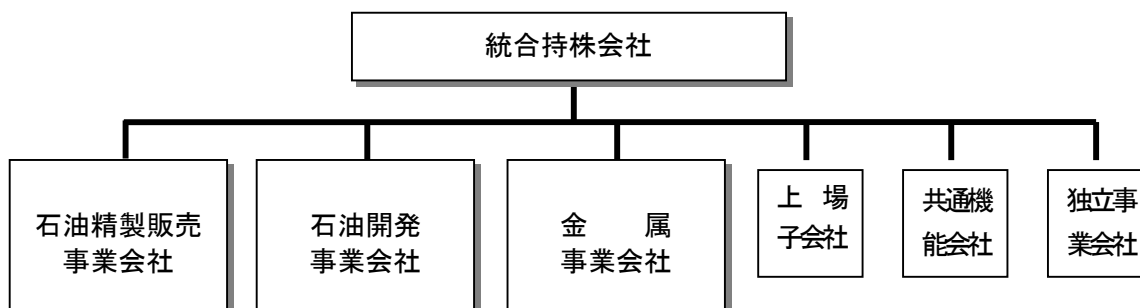 統合持株会社
石油精製販売
事業会社
石油開発
事業会社
金　　属
事業会社
上　場
子会社
共通機
能会社
独立事
業会社